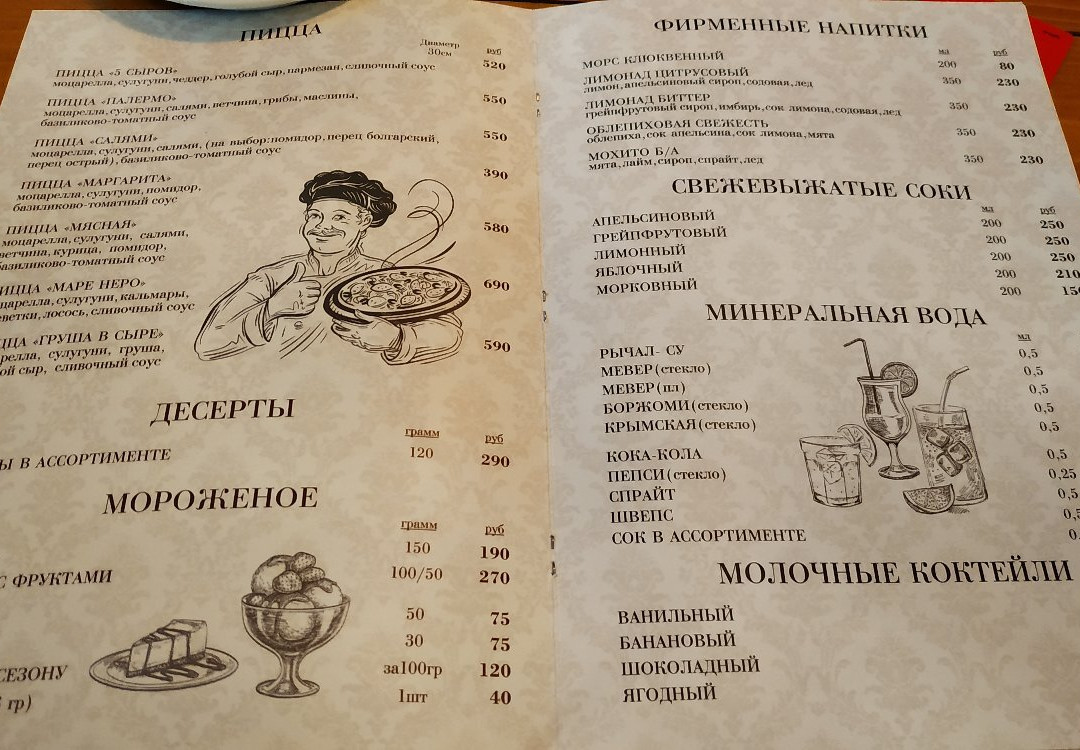 ПИЦЦА
Диаметр
30см
руб
ПИЦЦА «5 СЫРОВ» 520
моцарелла, сулугуни, чеддер, голубой сыр, пармезан, сливочный соус
ПИЦЦА «ПАЛЕРМО» 550
моцарелла, сулугуни, салями, ветчина, грибы, маслины,
базиликово-томатный соус
ПИЦЦА «САЛЯМИ» 550
моцарелла, сулугуни, салями, (на выбор: помидор, перец болгарский,
перец острый), базиликово-томатный соус
ПИЦЦА «МАРГАРИТА» 390
моцарелла, сулугуни, помидор,
базиликово-томатный соус
ПИЦЦА «МЯСНАЯ» 580
моцарелла, сулугуни, салями,
ветчина, курица, помидор,
базиликово-томатный соус
ИЦЦА «МАРЕ НЕРО» 690
царелла, сулугуни, кальмары,
еветки, лосось, сливочный соус
ЦЦА «ГРУША В СЫРЕ» 590
релла, сулугуни, груша,
ой сыр, сливочный соус
ДЕСЕРТЫ
грамм руб
Ы В АССОРТИМЕНТЕ 120 290
МОРОЖЕНОЕ
грамм руб
150 190
С ФРУКТАМИ 100/50 270
50 75
30 75
СЕЗОНУ за100гр 120
гр) 1шт 40
ФИРМЕННЫЕ НАПИТКИ
мл руб
МОРС КЛЮКВЕННЫЙ 200 80
ЛИМОНАД ЦИТРУСОВЫЙ 350 230
лимон, апельсиновый сироп, содовая, лед
ЛИМОНАД БИТТЕР 350 230
грейпфрутовый сироп, имбирь, сок лимона, содовая, лед
ОБЛЕПИХОВАЯ СВЕЖЕСТЬ 350 230
облепиха, сок апельсина, сок лимона, мята
МОХИТО Б/А 350 230
мята, лайм, сироп, спрайт, лед
СВЕЖЕВЫЖАТЫЕ СОКИ
мл руб
АПЕЛЬСИНОВЫЙ 200 250
ГРЕЙПФРУТОВЫЙ 200 250
ЛИМОННЫЙ 200 250
ЯБЛОЧНЫЙ 200 210
МОРКОВНЫЙ 200 150
МИНЕРАЛЬНАЯ ВОДА
мл
РЫЧАЛ- СУ 0,5
МЕВЕР(стекло) 0,5
МЕВЕР(пл) 0,5
БОРЖОМИ(стекло) 0,5
КРЫМСКАЯ(стекло) 0,5
КОКА-КОЛА 0,5
ПЕПСИ(стекло) 0,25
СПРАЙТ 0,5
ШВЕПС 0,5
СОК В АССОРТИМЕНТЕ
МОЛОЧНЫЕ КОКТЕЙЛИ
ВАНИЛЬНЫЙ
БАНАНОВЫЙ
ШОКОЛАДНЫЙ
ЯГОДНЫЙ